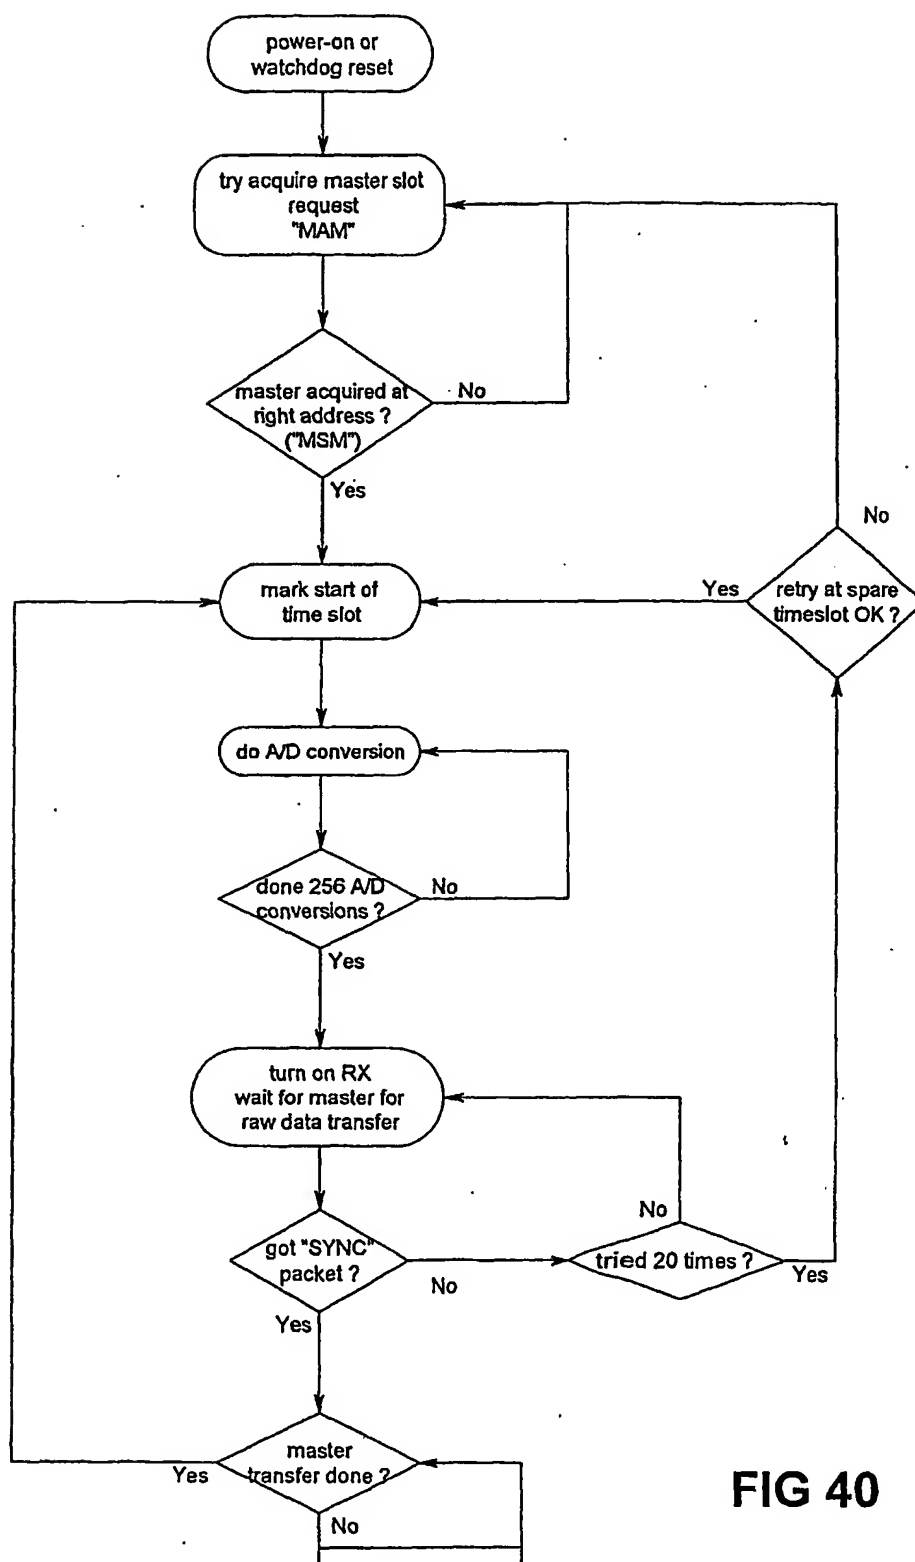 power-on or
watchdog reset
try acquire master slot
request
"MAM"
master acquired at
right address ?
("MSM")
No
Yes
mark start of
time slot
No
retry at spare
timeslot OK ?
Yes
do A/D conversion
done 256 A/D
conversions ?
No
Yes
turn on RX
wait for master for
raw data transfer
got "SYNC"
packet ?
No
Yes
tried 20 times ?
No
Yes
master
transfer done ?
Yes
No
FIG 40